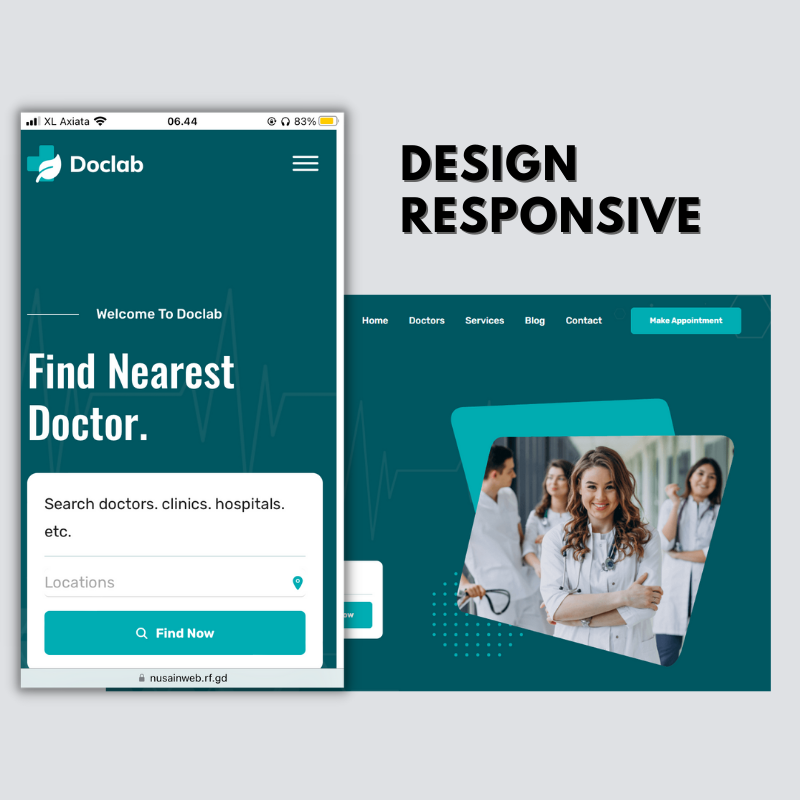 XL Axiata 06.44 83%
Doclab
DESIGN
RESPONSIVE
Welcome To Doclab
Find Nearest
Doctor.
Search doctors. clinics. hospitals.
etc.
Locations
Find Now
nusainweb.rf.gd
Home Doctors Services Blog Contact Make Appointment
ow